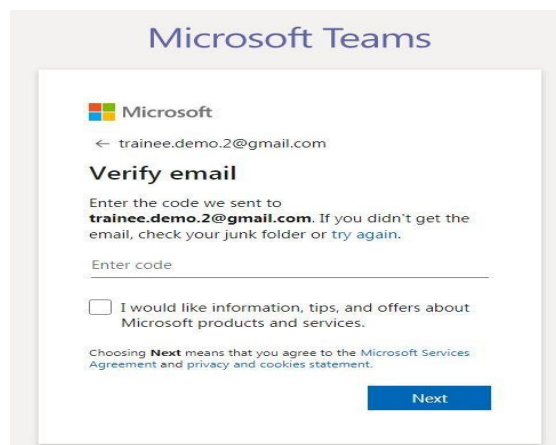 Microsoft Teams
Microsoft
← trainee.demo.2@gmail.com
Verify email
Enter the code we sent to
trainee.demo.2@gmail.com. If you didn't get the
email, check your junk folder or try again.
Enter code
I would like information, tips, and offers about
Microsoft products and services.
Choosing Next means that you agree to the Microsoft Services
Agreement and privacy and cookies statement.
Next